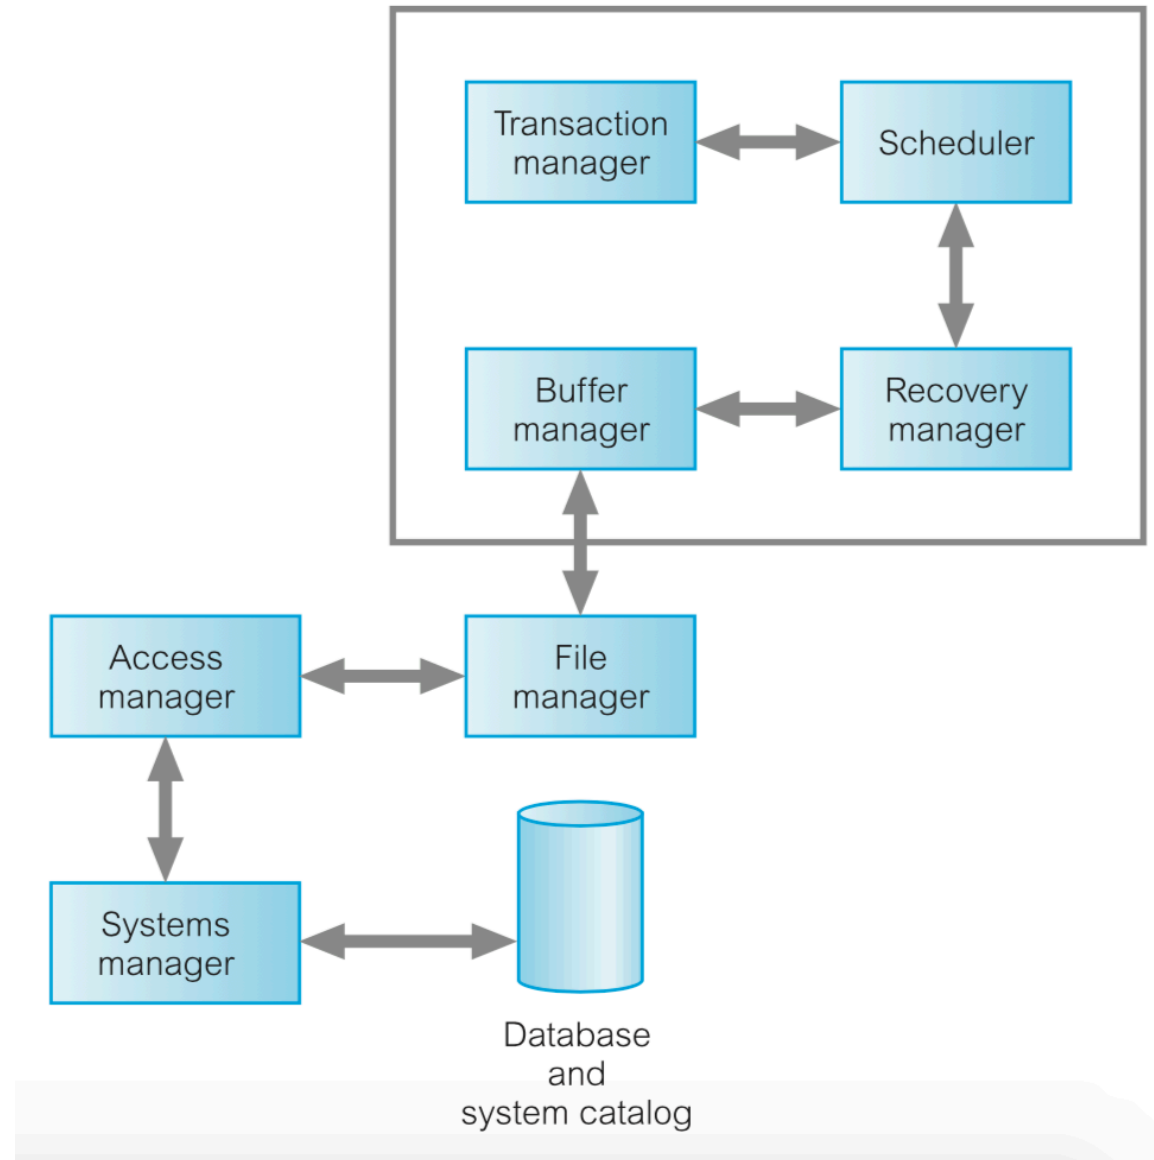 Transaction
manager
Scheduler
Buffer
manager
Recovery
manager
Access
manager
File
manager
Systems
manager
Database
and
system catalog